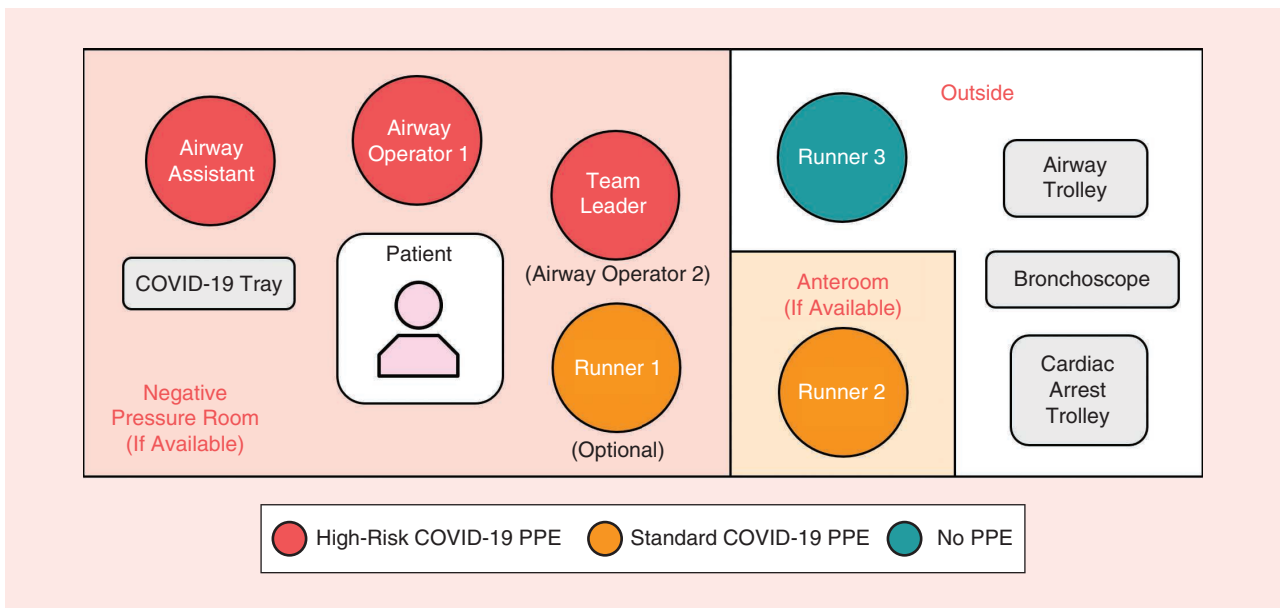 Airway
Assistant
Airway
Operator 1
Team
Leader
(Airway Operator 2)
COVID-19 Tray
Patient
Runner 1
(Optional)
Negative
Pressure Room
(If Available)
Runner 3
Outside
Anteroom
(If Available)
Runner 2
Airway
Trolley
Bronchoscope
Cardiac
Arrest
Trolley
High-Risk COVID-19 PPE
Standard COVID-19 PPE
No PPE